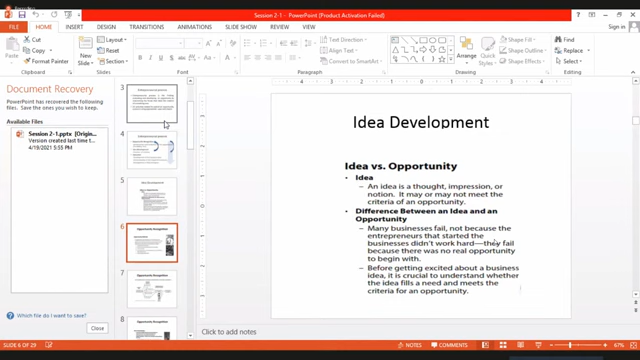 Session 2-1 - PowerPoint (Product Activation Failed)
FILE HOME INSERT DESIGN TRANSITIONS ANIMATIONS SLIDE SHOW REVIEW VIEW
Sign in
Cut
Copy
Format Painter
Paste
New
Slide
Layout
Reset
Section
Text Direction
Align Text
Convert to SmartArt
Arrange
Quick
Styles
Shape Fill
Shape Outline
Shape Effects
Find
Replace
Select
Clipboard Slides Font Paragraph Drawing Editing
Document Recovery
PowerPoint has recovered the following
files. Save the ones you wish to keep.
Available Files
Session 2-1.pptx [Origin...
Version created last time t...
4/19/2021 5:55 PM
Which file do I want to save?
Close
3
4
5
6
7
8
Idea Development
Opportunity Recognition
Opportunity Recognition
Opportunity Recognition
Idea Development
Idea vs. Opportunity
• Idea
– An idea is a thought, impression, or
notion. It may or may not meet the
criteria of an opportunity.
• Difference Between an Idea and an
Opportunity
– Many businesses fail, not because the
entrepreneurs that started the
businesses didn't work hard—they fail
because there was no real opportunity
to begin with.
– Before getting excited about a business
idea, it is crucial to understand whether
the idea fills a need and meets the
criteria for an opportunity.
Click to add notes
SLIDE 6 OF 29
NOTES COMMENTS
67%